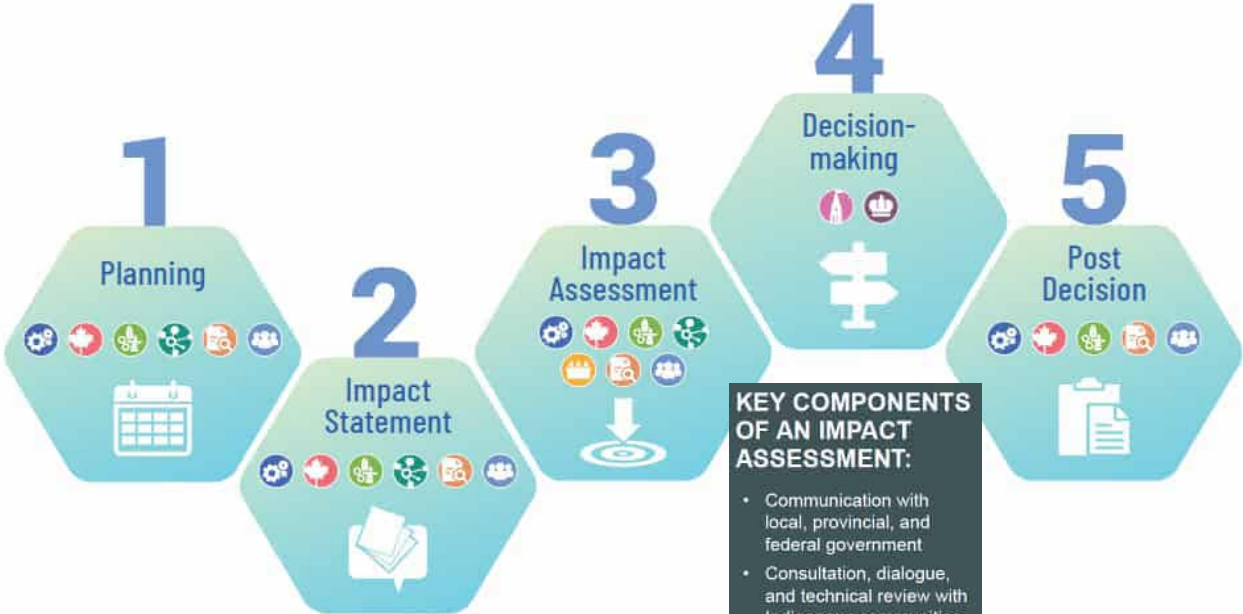 1
Planning
2
Impact
Statement
3
Impact
Assessment
4
Decision-
making
5
Post
Decision
KEY COMPONENTS
OF AN IMPACT
ASSESSMENT:
• Communication with
local, provincial, and
federal government
• Consultation, dialogue,
and technical review with